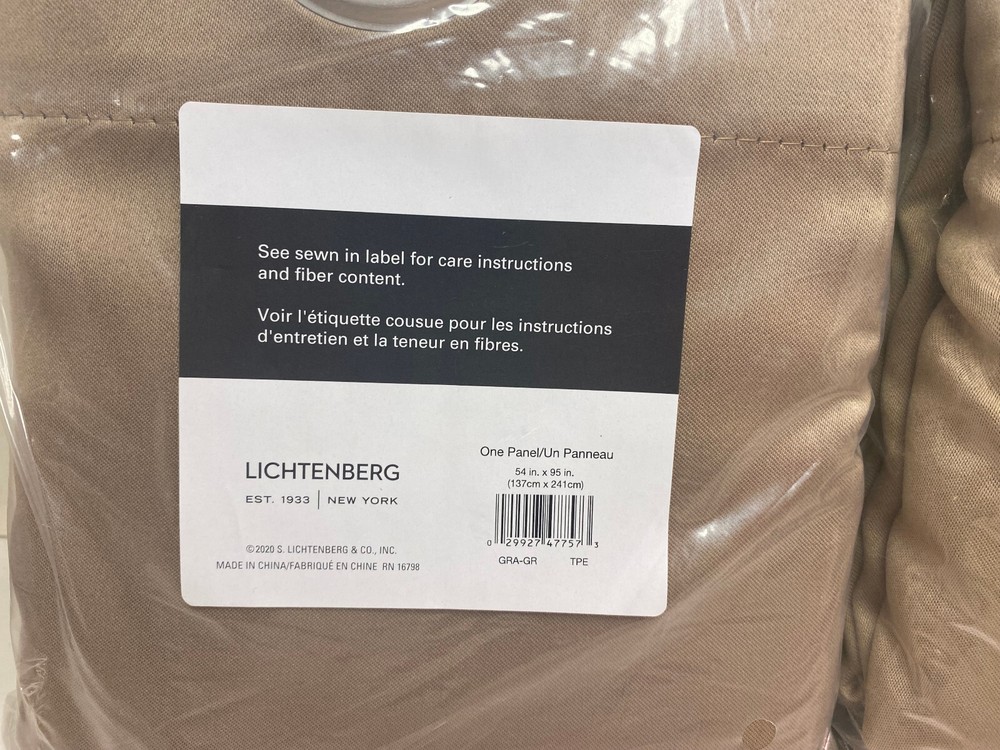 See sewn in label for care instructions
and fiber content.
Voir l'étiquette cousue pour les instructions
d'entretien et la teneur en fibres.
LICHTENBERG
EST. 1933 | NEW YORK
©2020 S. LICHTENBERG & CO., INC.
MADE IN CHINA/FABRIQUÉ EN CHINE RN 16798
One Panel/Un Panneau
54 in. x 95 in.
(137cm x 241cm)
0 29927 47757 3
GRA-GR TPE